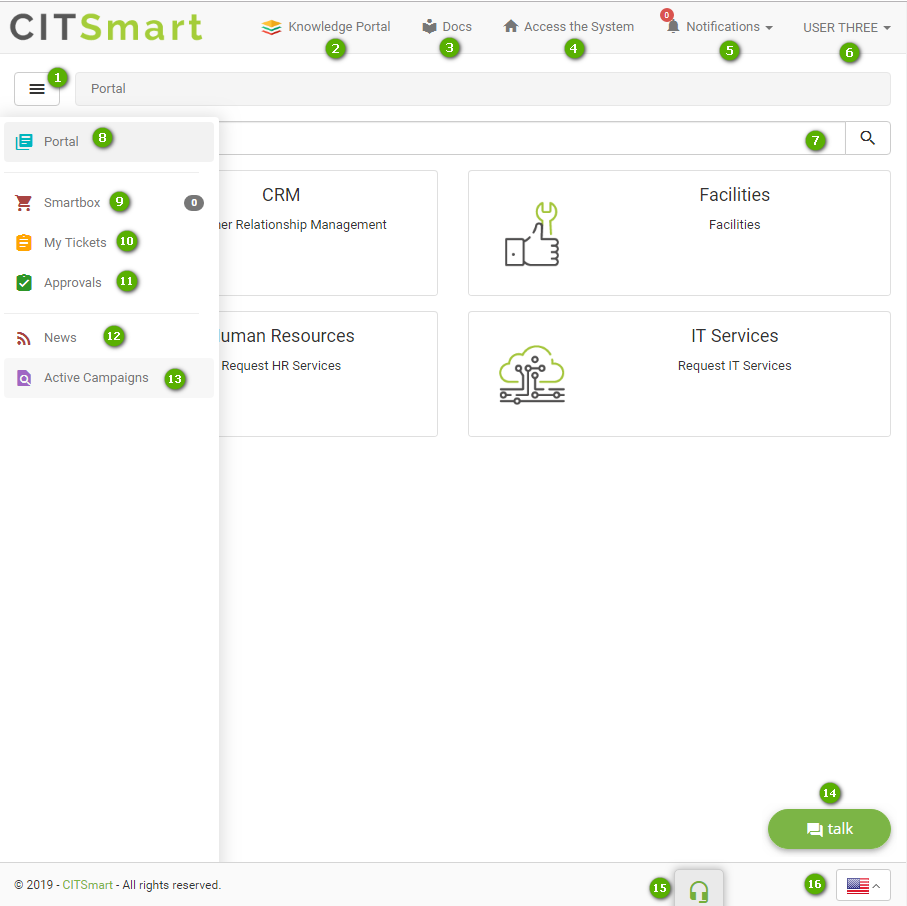 CITSmart
Knowledge Portal
Docs
Access the System
0
Notifications
USER THREE
2
3
4
5
6
1
Portal
Portal
8
7
Smartbox
9
0
My Tickets
10
Approvals
11
News
12
Active Campaigns
13
CRM
er Relationship Management
Facilities
Facilities
uman Resources
Request HR Services
IT Services
Request IT Services
14
talk
© 2019 - CITSmart - All rights reserved.
15
16